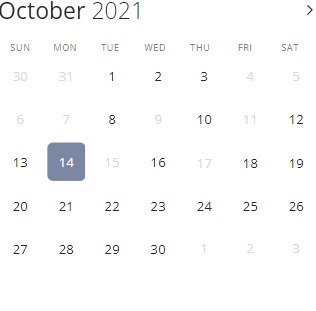 October 2021
SUN MON TUE WED THU FRI SAT
30 31 1 2 3 4 5
6 7 8 9 10 11 12
13 14 15 16 17 18 19
20 21 22 23 24 25 26
27 28 29 30 1 2 3